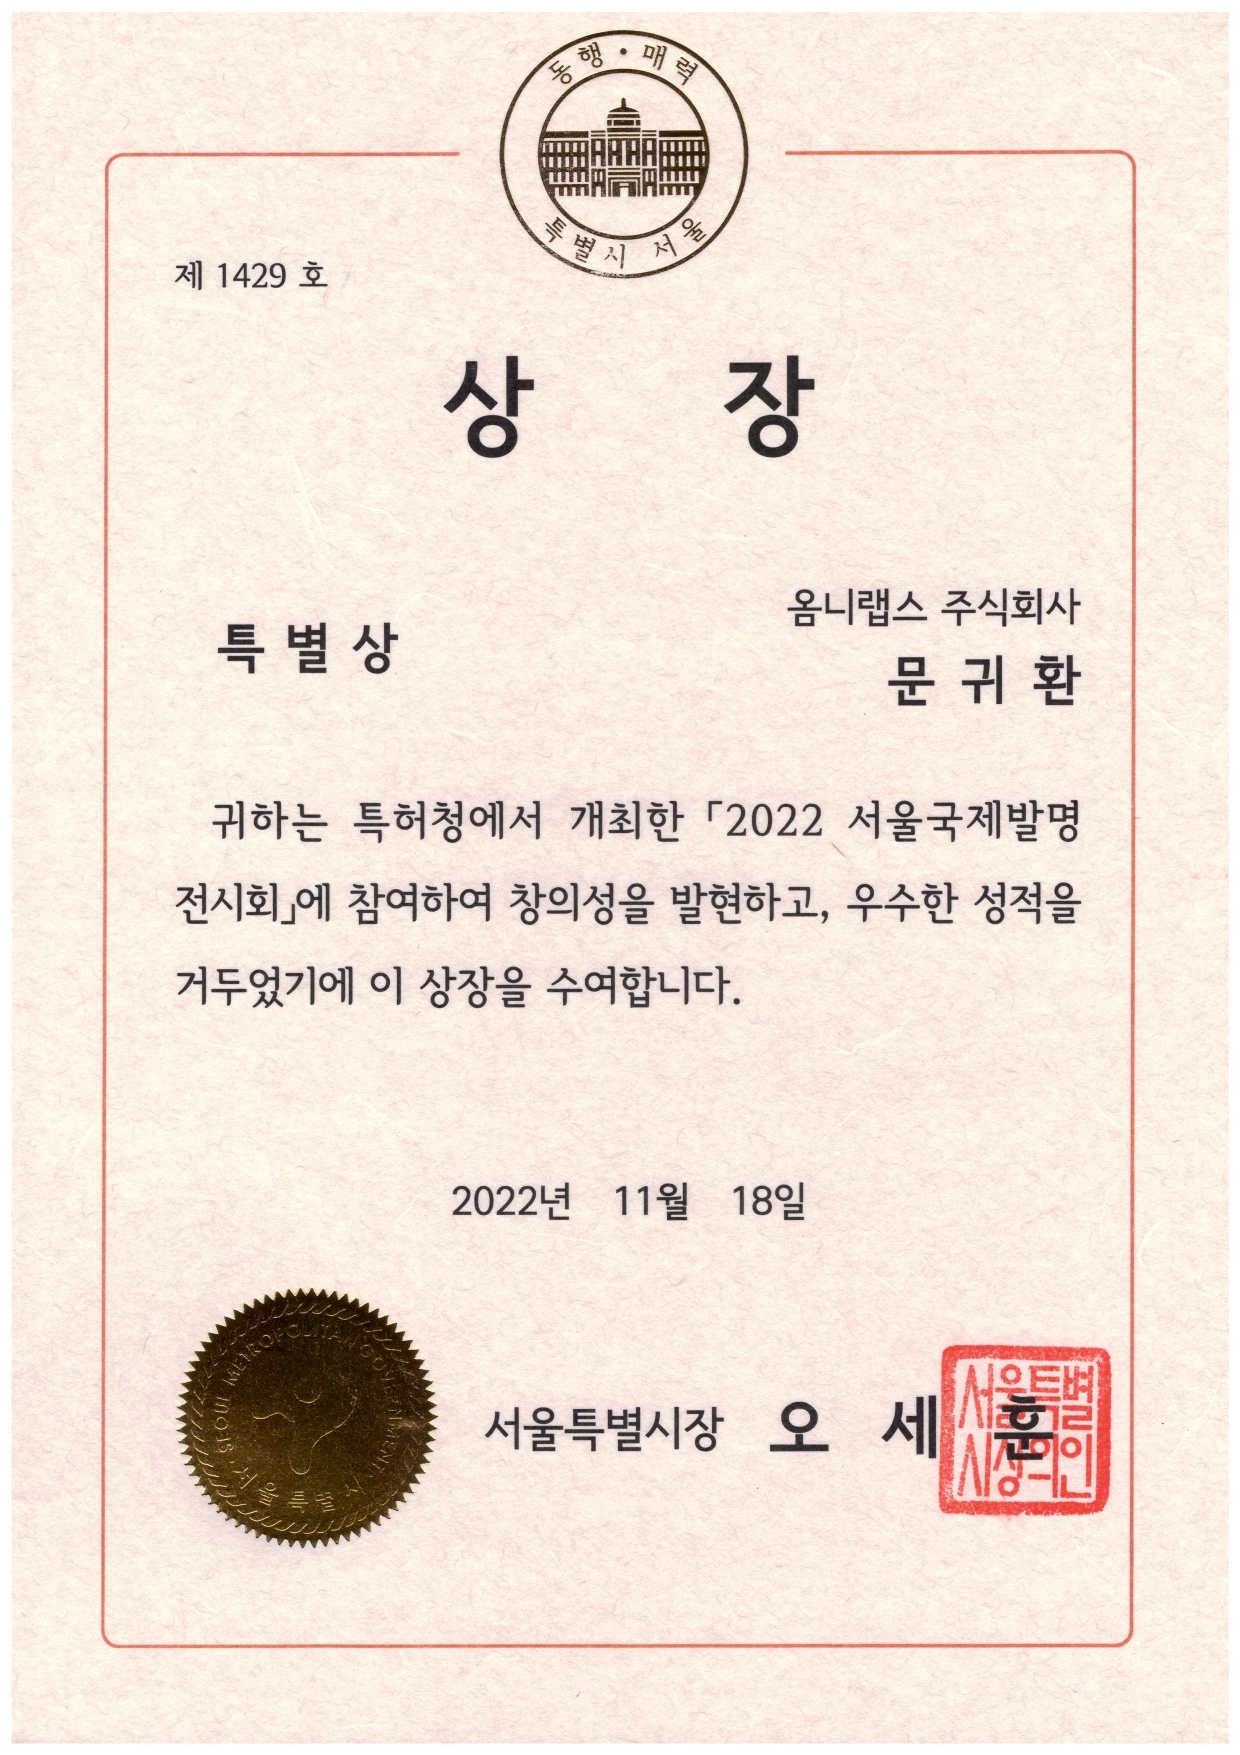 동행·매력
특별시 서울
제 1429 호
상 장
특별상
옴니랩스 주식회사
문 귀 환
귀하는 특허청에서 개최한 「2022 서울국제발명
전시회」에 참여하여 창의성을 발현하고, 우수한 성적을
거두었기에 이 상장을 수여합니다.
2022년 11월 18일
SEOUL METROPOLITAN GOVERNMENT
서울특별시
서울특별시장 오 세 훈
서울특별
시장의인